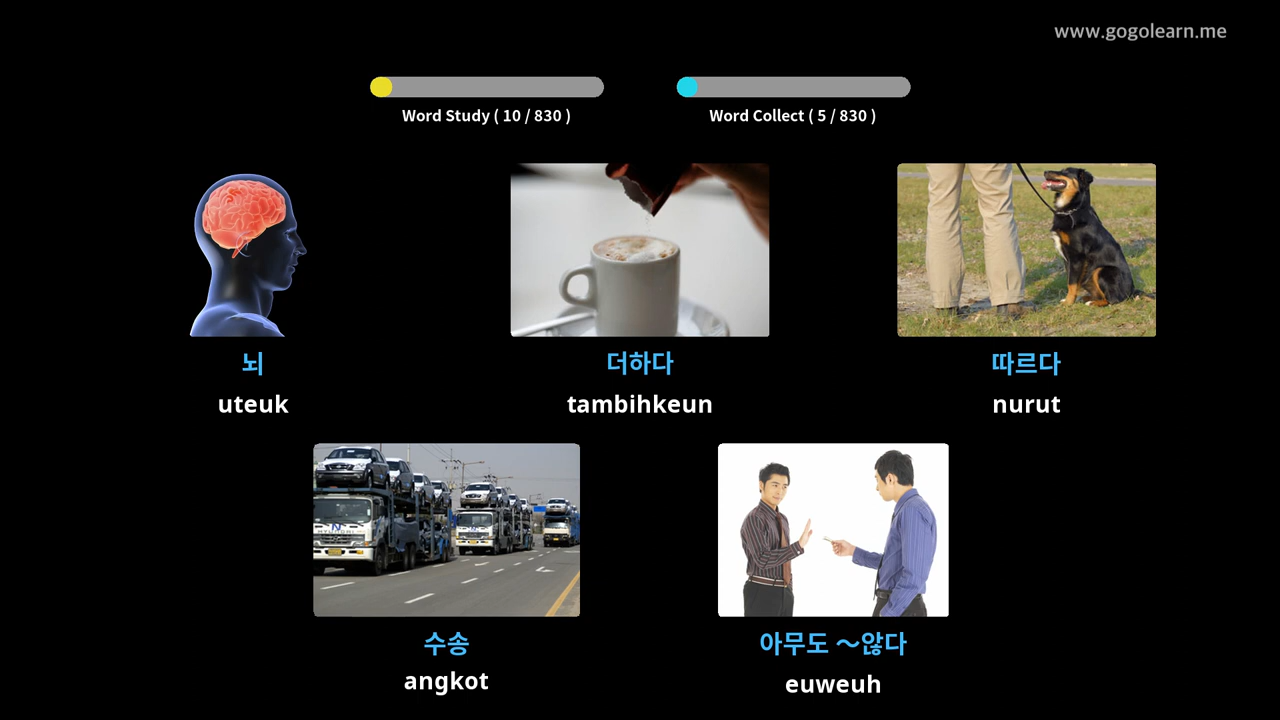 www.gogolearn.me
Word Study ( 10 / 830 )
Word Collect ( 5 / 830 )
뇌
uteuk
더하다
tambihkeun
따르다
nurut
수송
angkot
아무도 ~않다
euweuh